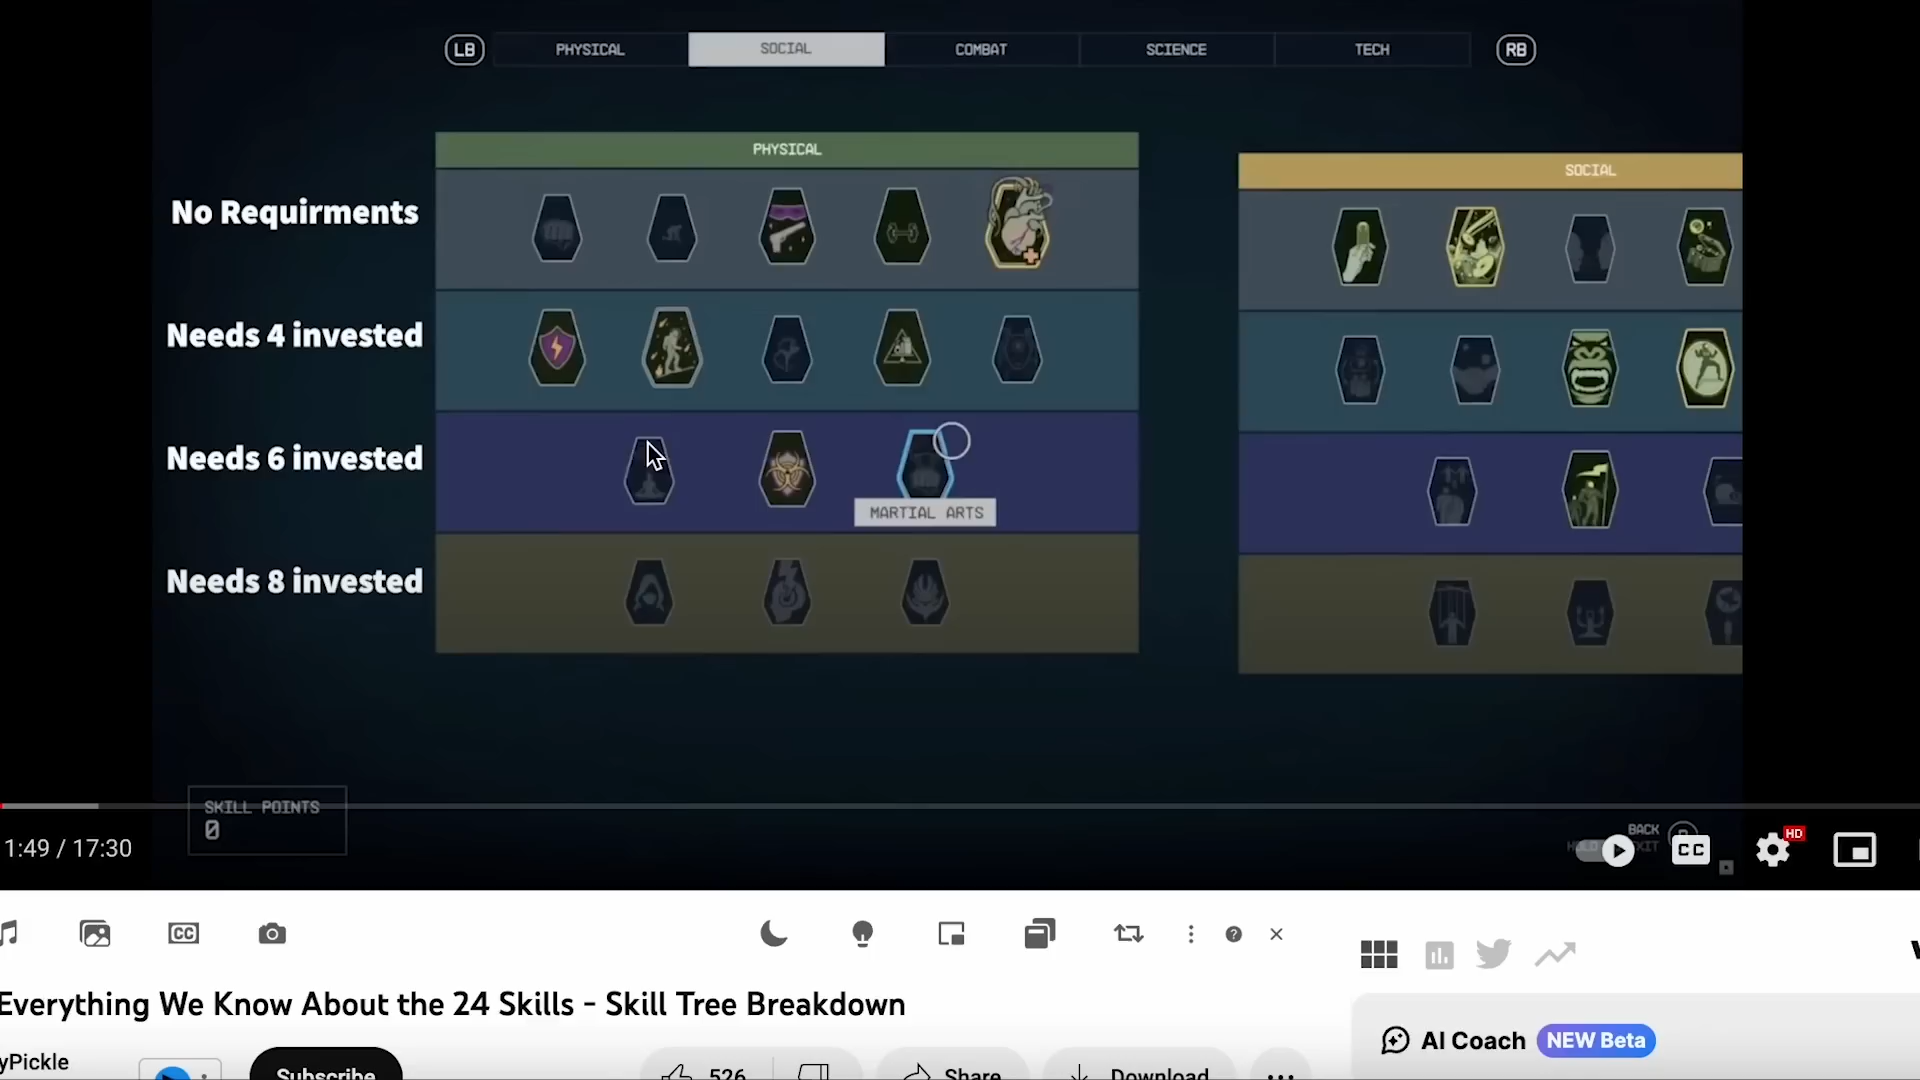 LB PHYSICAL SOCIAL COMBAT SCIENCE TECH RB
PHYSICAL
SOCIAL
No Requirments
Needs 4 invested
Needs 6 invested
MARTIAL ARTS
Needs 8 invested
SKILL POINTS
0
BACK
1:49 / 17:30
CC
HD
CC
Everything We Know About the 24 Skills - Skill Tree Breakdown
yPickle
Subscribe
526
Share
Download
AI Coach NEW Beta